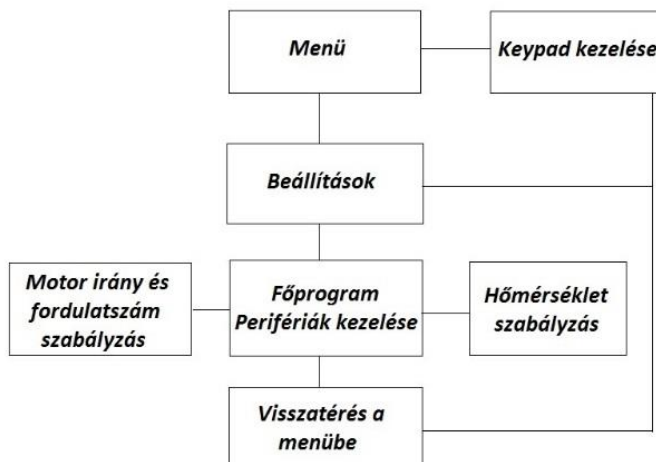 Menü
Keypad kezelése
Beállítások
Motor irány és
fordulatszám
szabályzás
Főprogram
Perifériák kezelése
Hőmérséklet
szabályzás
Visszatérés a
menübe